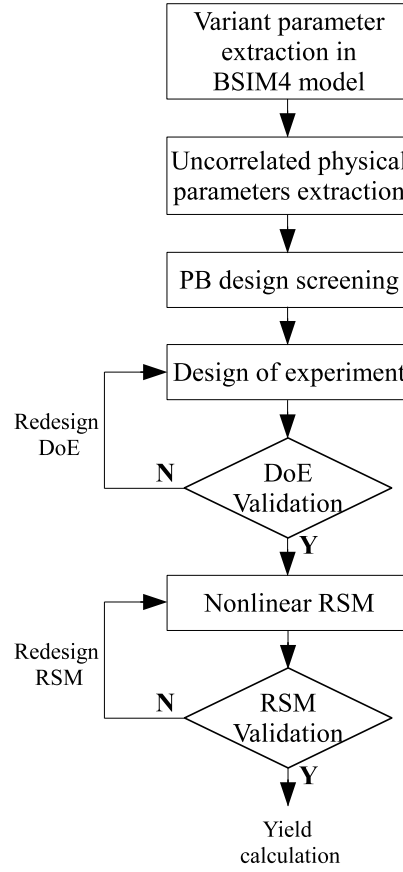 Variant parameter
extraction in
BSIM4 model
Uncorrelated physical
parameters extraction
PB design screening
Design of experiment
Redesign
DoE
N
DoE
Validation
Y
Nonlinear RSM
Redesign
RSM
N
RSM
Validation
Y
Yield
calculation